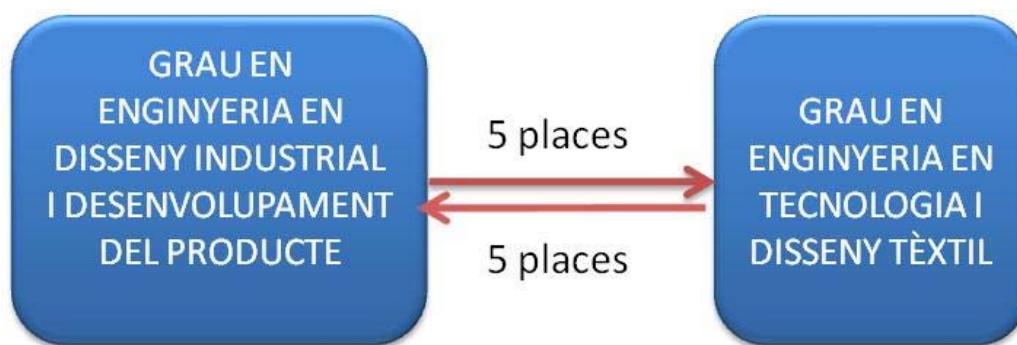 GRAU EN
ENGINYERIA EN
DISSENY INDUSTRIAL
I DESENVOLUPAMENT
DEL PRODUCTE
5 places
5 places
GRAU EN
ENGINYERIA EN
TECNOLOGIA I
DISSENY TÈXTIL